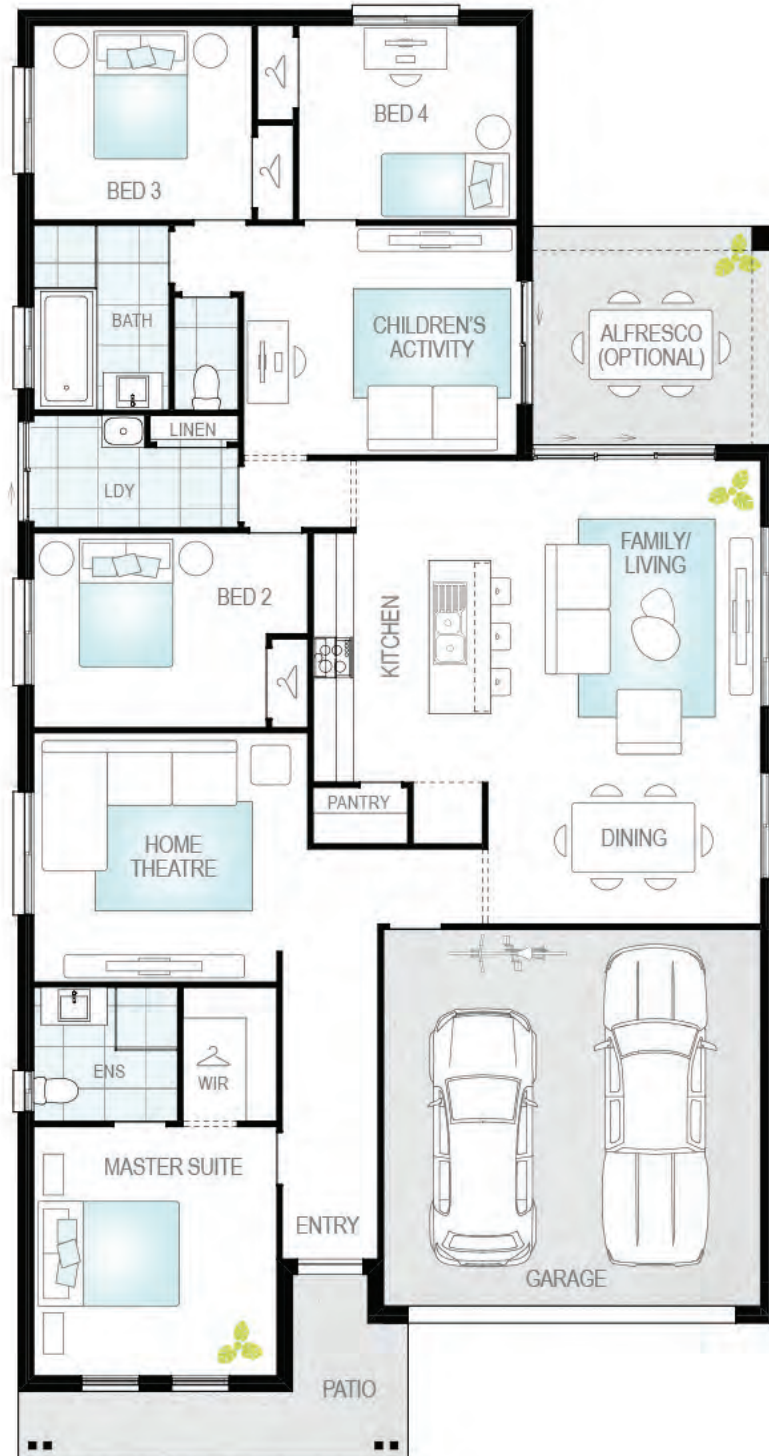 BED 3
BED 4
BATH
CHILDREN'S
ACTIVITY
ALFRESCO
(OPTIONAL)
LINEN
LDY
BED 2
KITCHEN
FAMILY/
LIVING
PANTRY
HOME
THEATRE
DINING
ENS
WIR
MASTER SUITE
ENTRY
GARAGE
PATIO